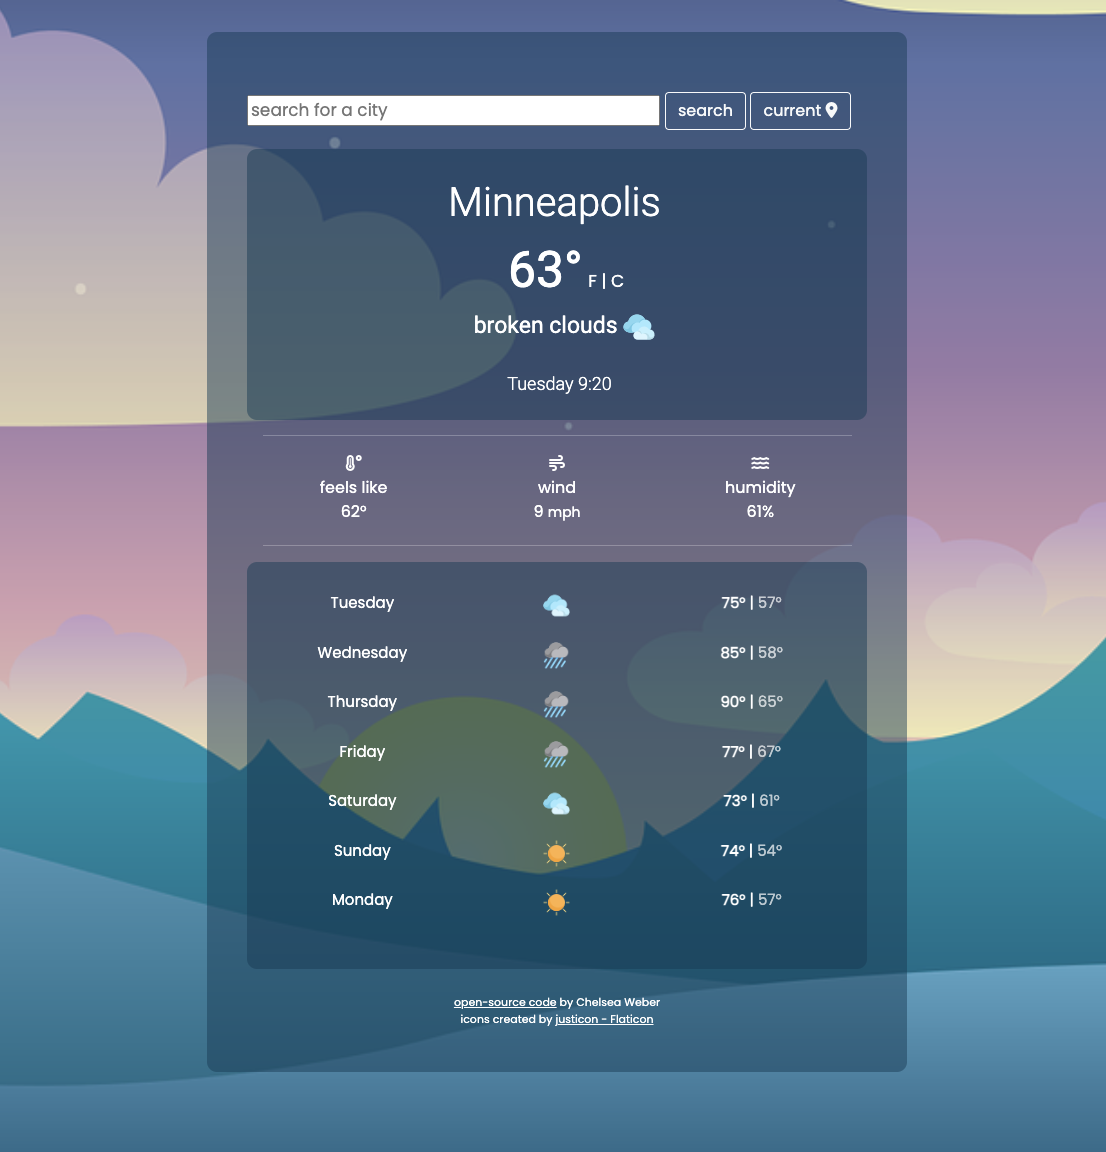 search for a city search current
Minneapolis
63° F | C
broken clouds
Tuesday 9:20
feels like wind humidity
62° 9 mph 61%
Tuesday 75° | 57°
Wednesday 85° | 58°
Thursday 90° | 65°
Friday 77° | 67°
Saturday 73° | 61°
Sunday 74° | 54°
Monday 76° | 57°
open-source code by Chelsea Weber
icons created by justicon - Flaticon